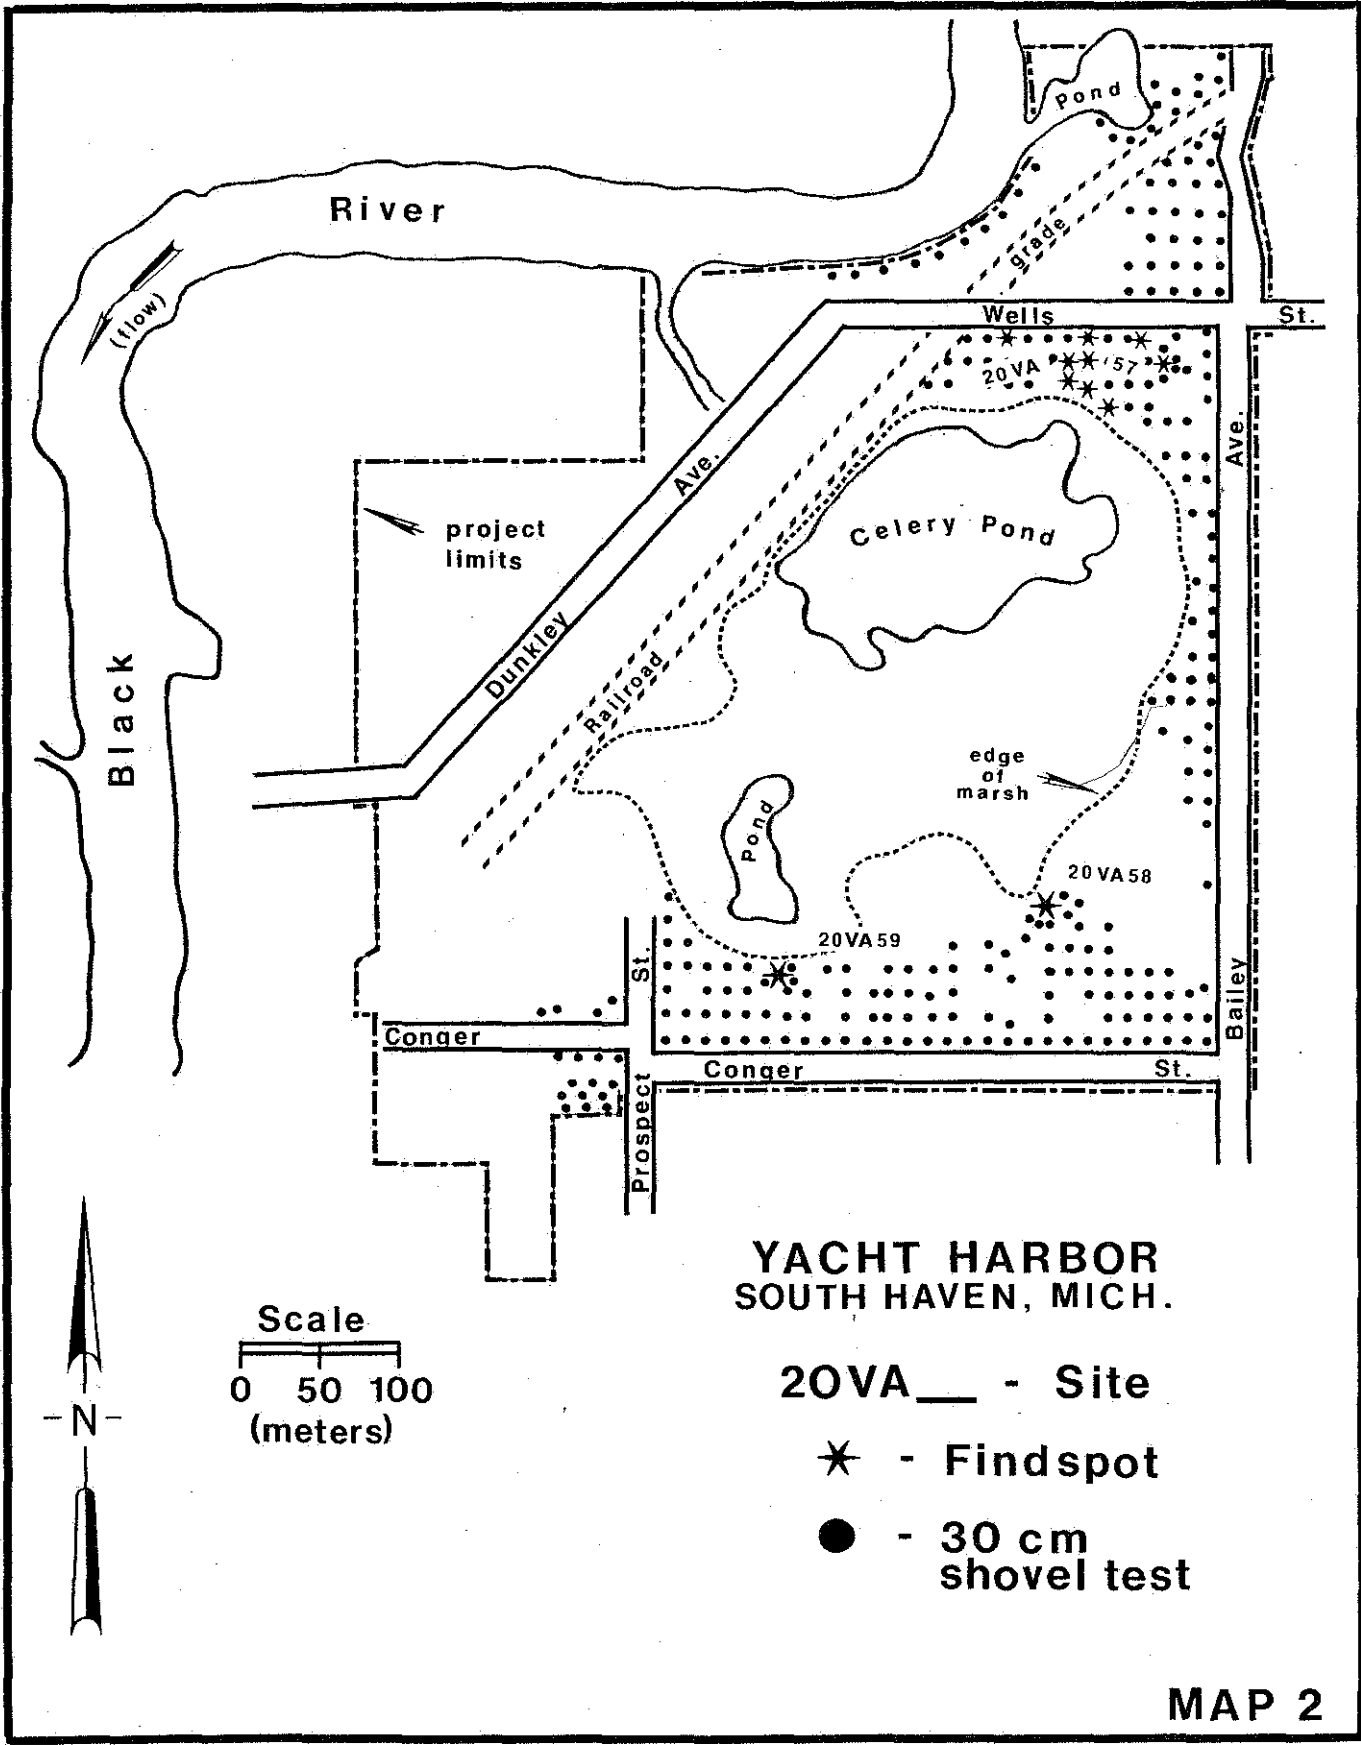 Pond
River
(flow)
grade
Wells St.
20VA 57
Ave.
Ave.
Celery Pond
project
limits
Dunkley
Railroad
Black
edge
of
marsh
Pond
20VA58
20VA59
St.
Bailey
Conger
Conger St.
Prospect
YACHT HARBOR
SOUTH HAVEN, MICH.
Scale
0 50 100
(meters)
-N-
20VA__ - Site
- Findspot
- 30 cm
shovel test
MAP 2